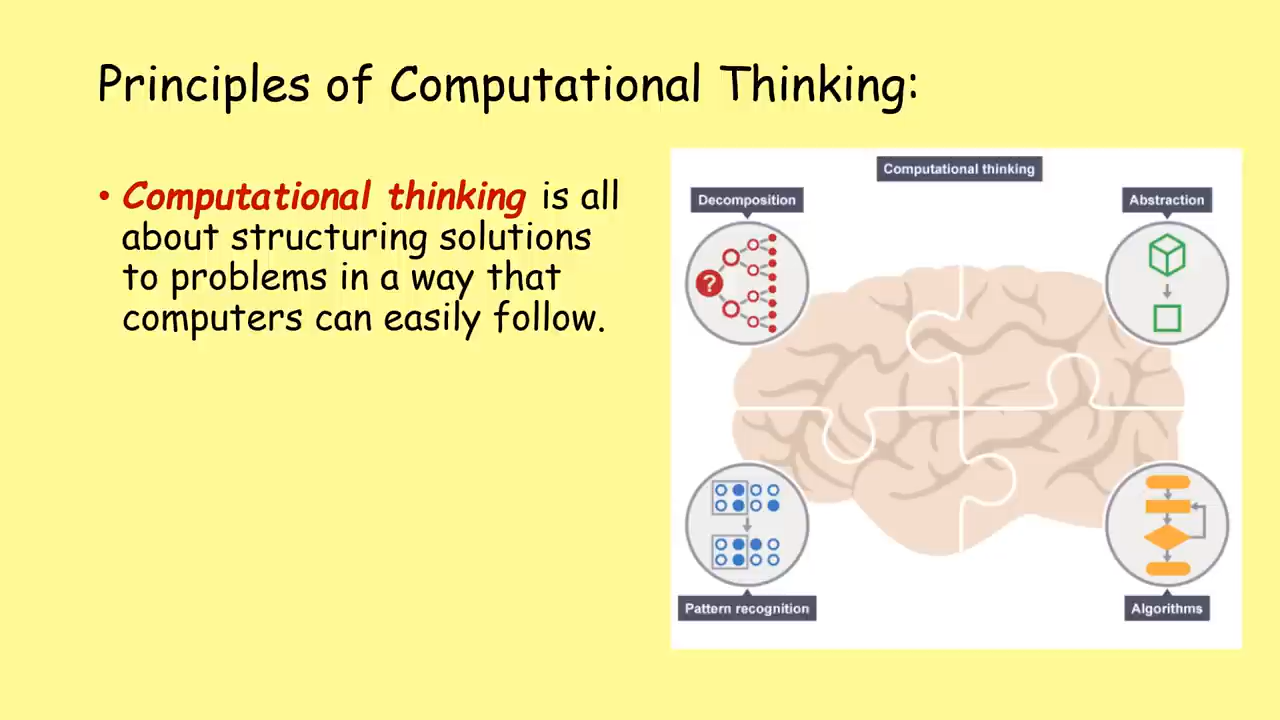 Principles of Computational Thinking:
• Computational thinking is all
about structuring solutions
to problems in a way that
computers can easily follow.
Computational thinking
Decomposition
Abstraction
?
Pattern recognition
Algorithms